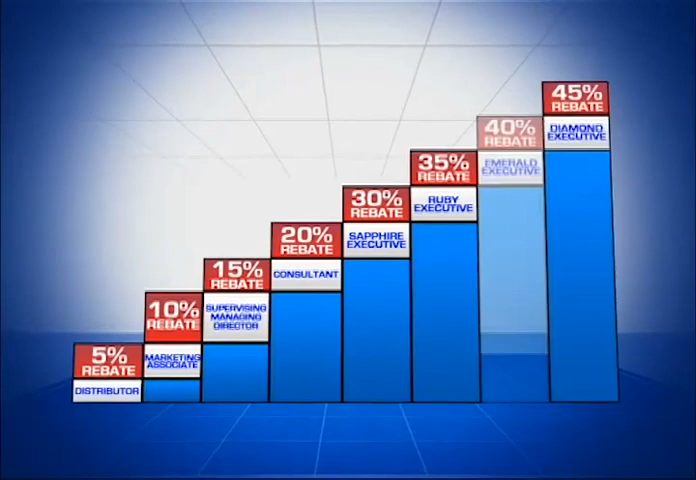 5%
REBATE
DISTRIBUTOR
10%
REBATE
MARKETING
ASSOCIATE
15%
REBATE
SUPERVISING
MANAGING
DIRECTOR
20%
REBATE
CONSULTANT
30%
REBATE
SAPPHIRE
EXECUTIVE
35%
REBATE
RUBY
EXECUTIVE
40%
REBATE
EMERALD
EXECUTIVE
45%
REBATE
DIAMOND
EXECUTIVE